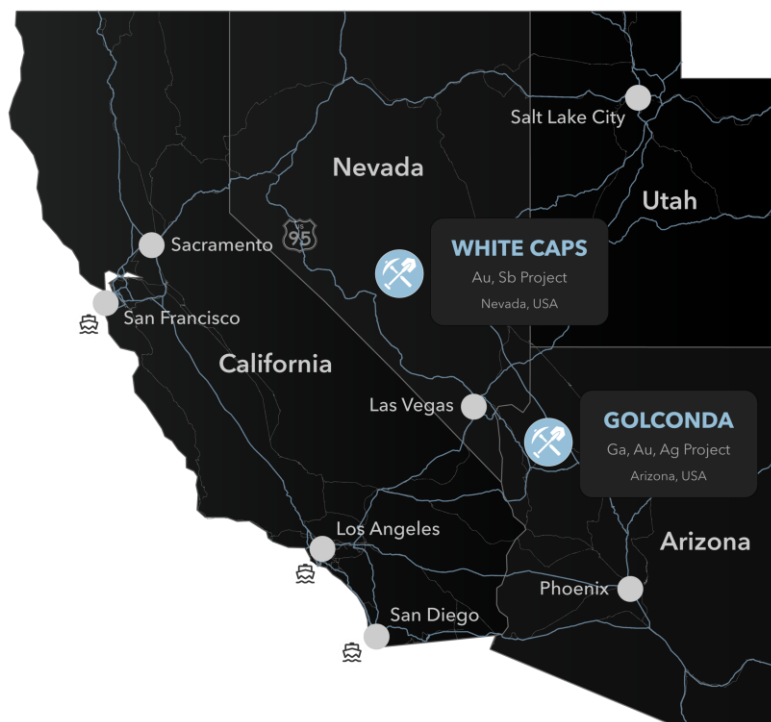 Salt Lake City
Nevada
Utah
US
95
Sacramento
WHITE CAPS
Au, Sb Project
Nevada, USA
San Francisco
California
Las Vegas
GOLCONDA
Ga, Au, Ag Project
Arizona, USA
Los Angeles
Arizona
Phoenix
San Diego